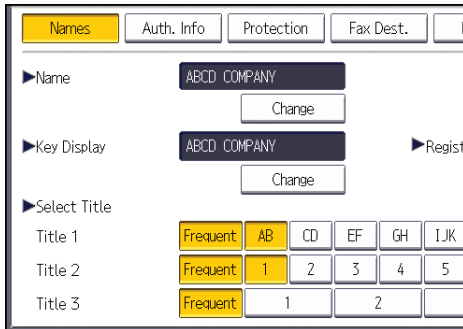 Names Auth. Info Protection Fax Dest.
▶Name ABCD COMPANY
Change
▶Key Display ABCD COMPANY ▶Regist
Change
▶Select Title
Title 1 Frequent AB CD EF GH IJK
Title 2 Frequent 1 2 3 4 5
Title 3 Frequent 1 2